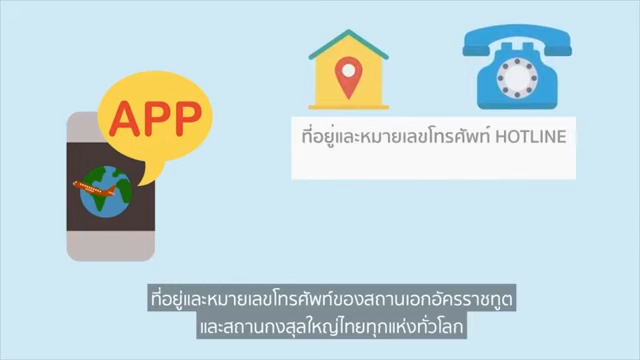 APP
ที่อยู่และหมายเลขโทรศัพท์ HOTLINE
ที่อยู่และหมายเลขโทรศัพท์ของสถานเอกอัครราชทูต
และสถานกงสุลใหญ่ไทยทุกแห่งทั่วโลก